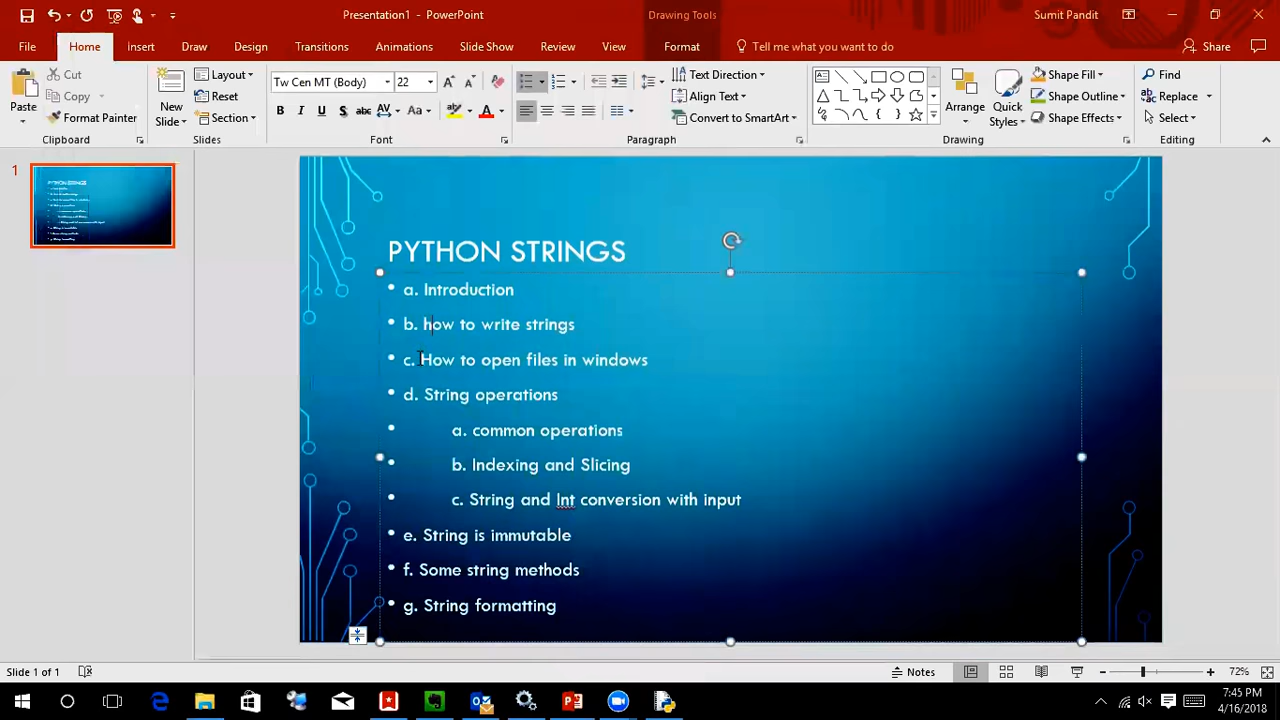 Presentation1 - PowerPoint
Drawing Tools
Sumit Pandit
File
Home
Insert
Draw
Design
Transitions
Animations
Slide Show
Review
View
Format
Tell me what you want to do
Share
Paste
Cut
Copy
Format Painter
Clipboard
New Slide
Layout
Reset
Section
Slides
Tw Cen MT (Body)
22
B I U S abc AV Aa A
Font
Text Direction
Align Text
Convert to SmartArt
Paragraph
Arrange
Quick Styles
Shape Fill
Shape Outline
Shape Effects
Drawing
Find
Replace
Select
Editing
1
PYTHON STRINGS
• a. Introduction
• b. how to write strings
• c. How to open files in windows
• d. String operations
• a. common operations
• b. Indexing and Slicing
• c. String and Int conversion with input
• e. String is immutable
• f. Some string methods
• g. String formatting
Slide 1 of 1
Notes
72%
7:45 PM
4/16/2018